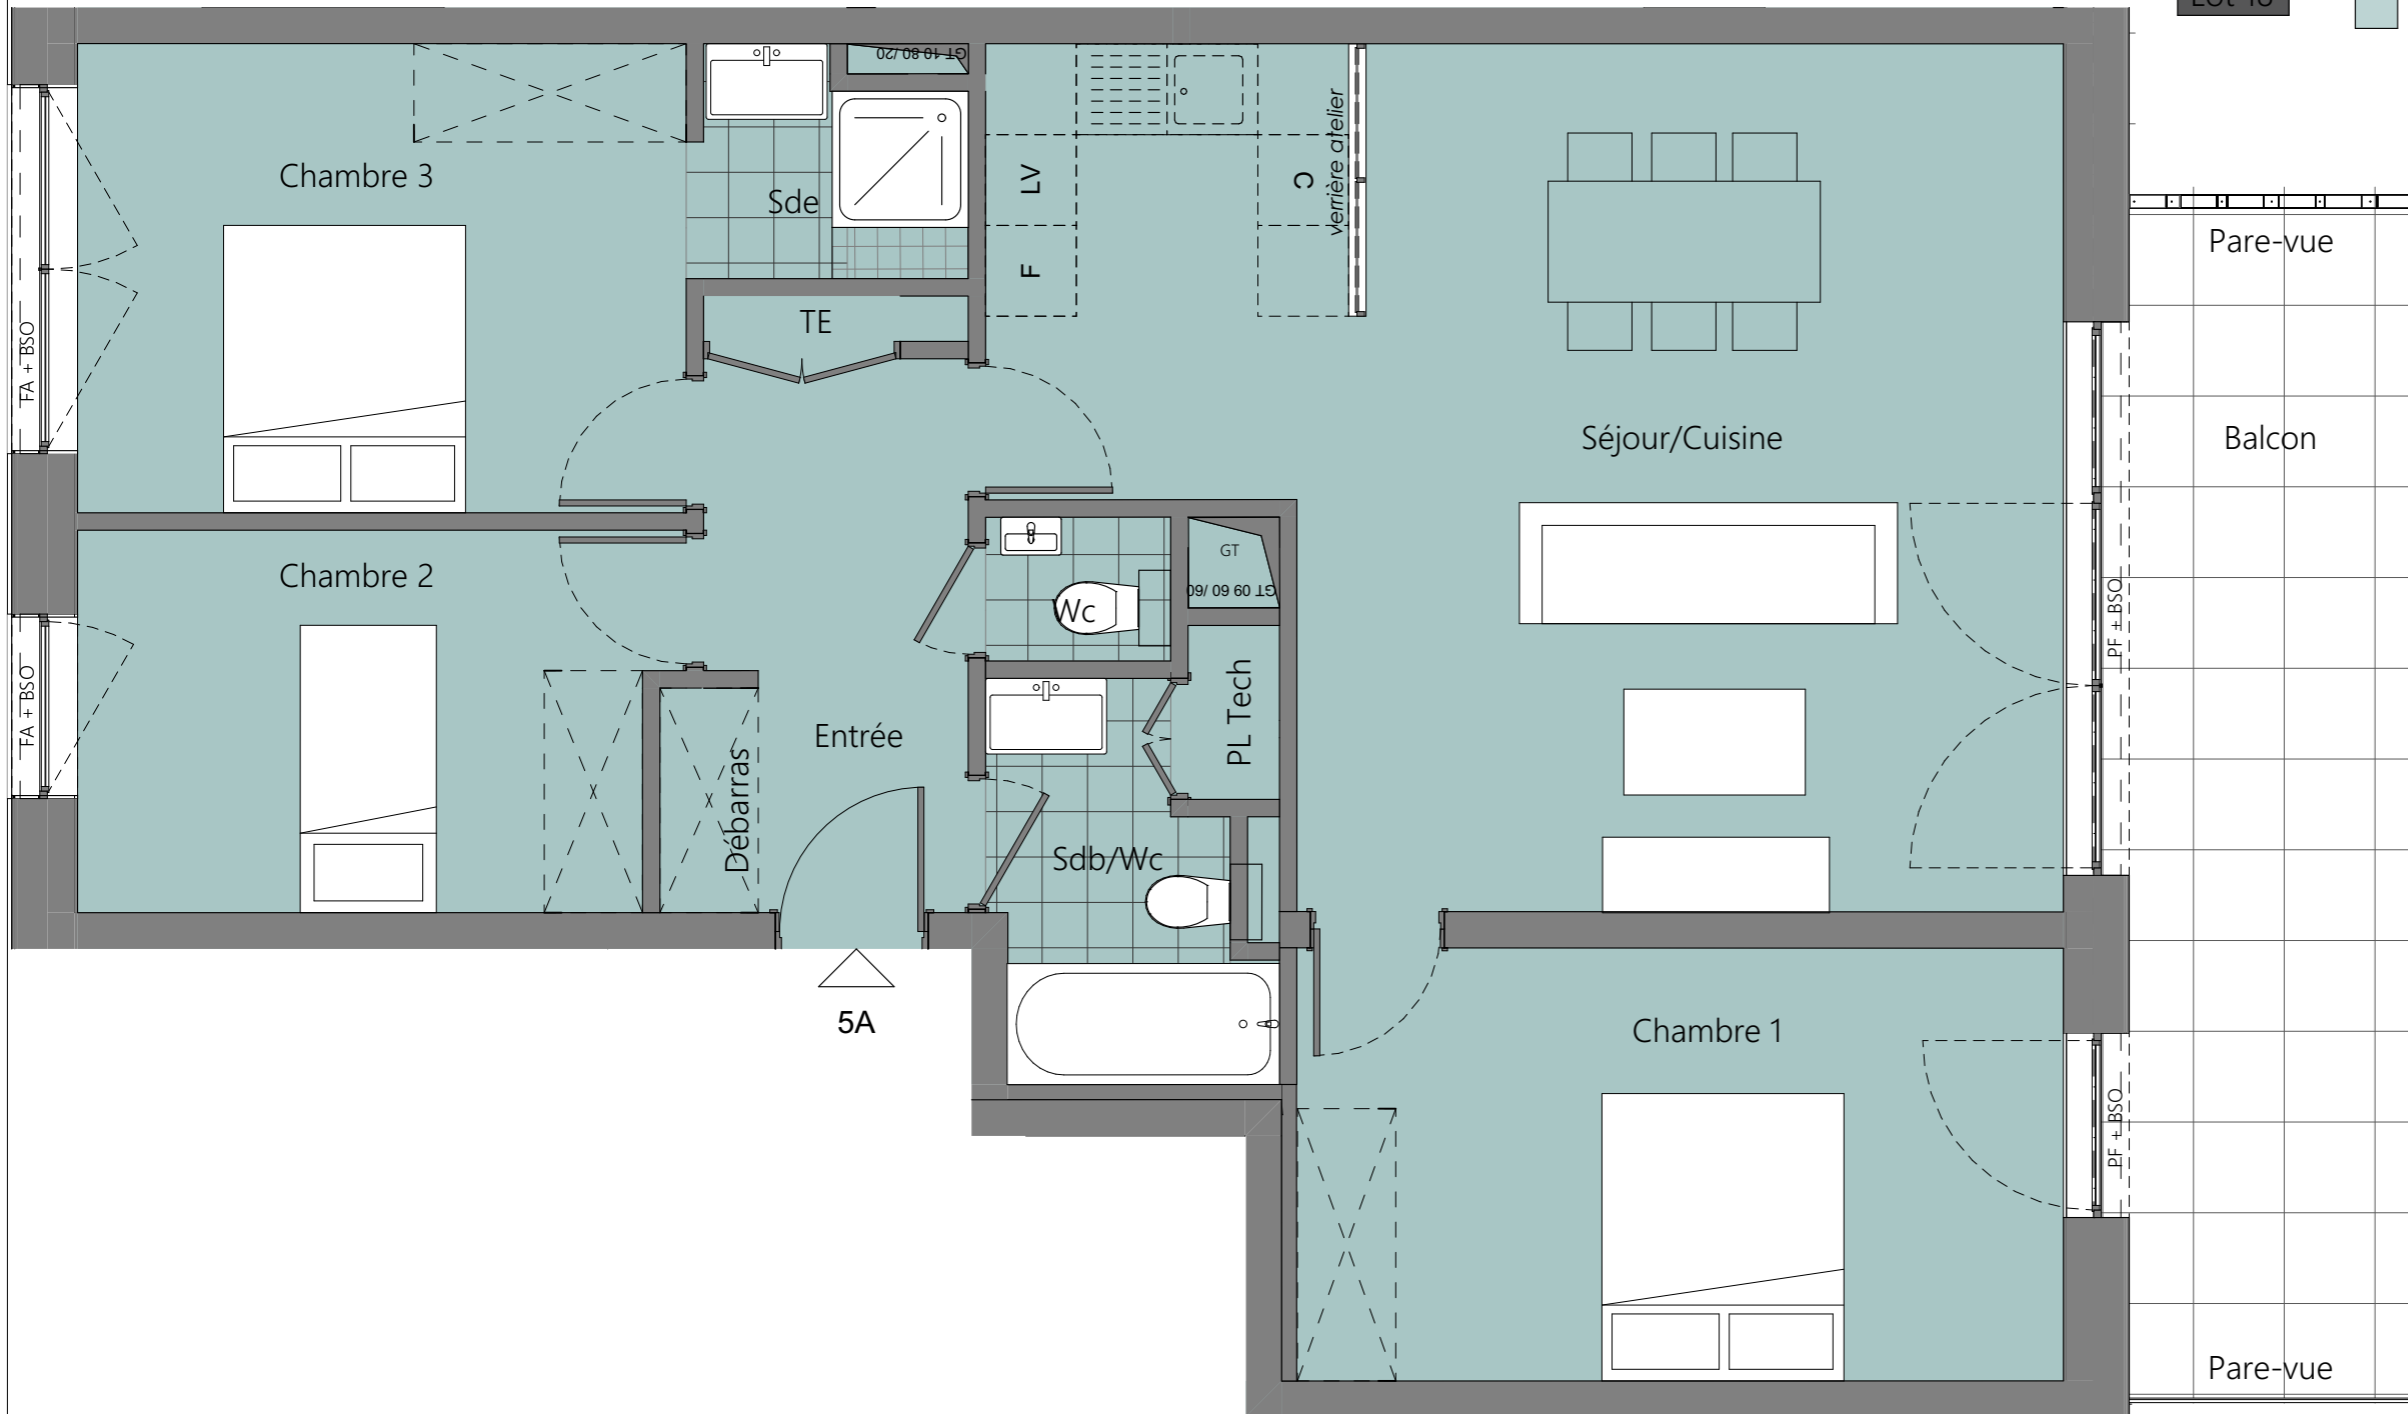 GT 10 80 /20
Chambre 3
LV
C
verrière atelier
Sde
Pare-vue
F
TE
FA + BSO
Séjour/Cuisine
Balcon
GT
Chambre 2
GT 09 60 /60
Wc
PF + BSO
FA + BSO
PL Tech
Entrée
Débarras
Sdb/Wc
5A
Chambre 1
PF + BSO
Pare-vue